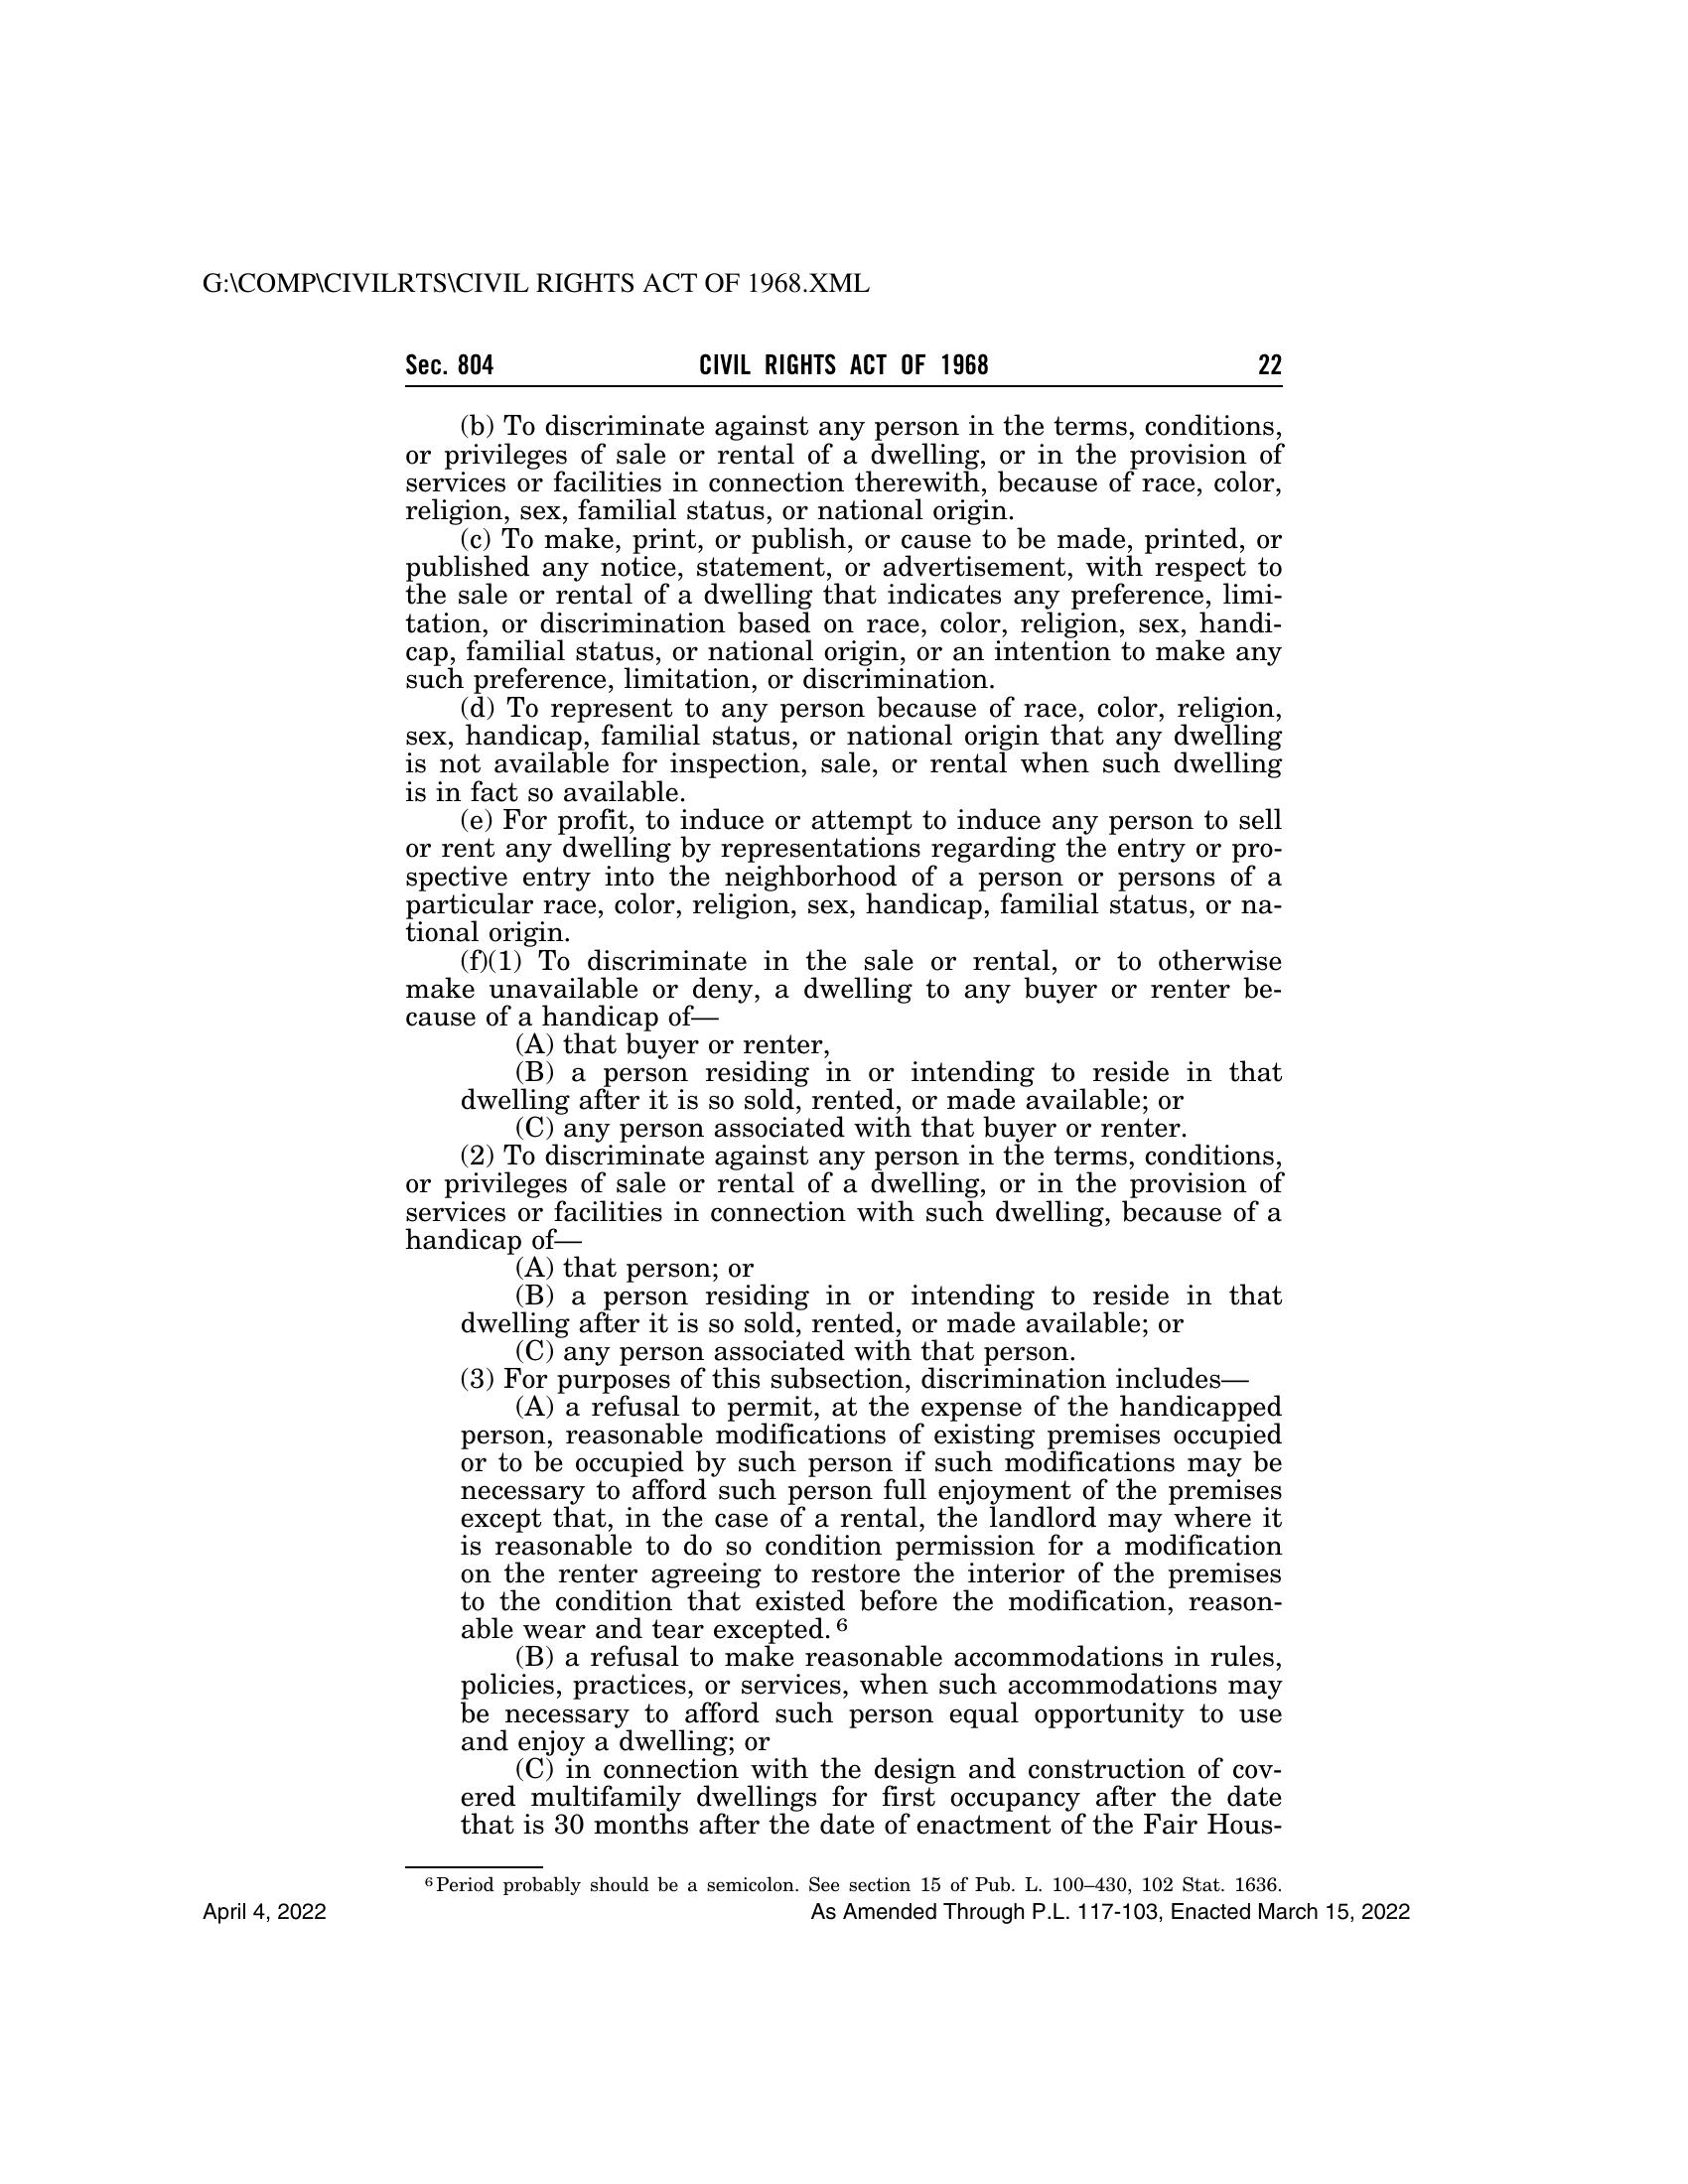 G:\COMP\CIVILRTS\CIVIL RIGHTS ACT OF 1968.XML
Sec. 804 CIVIL RIGHTS ACT OF 1968 22
(b) To discriminate against any person in the terms, conditions,
or privileges of sale or rental of a dwelling, or in the provision of
services or facilities in connection therewith, because of race, color,
religion, sex, familial status, or national origin.
(c) To make, print, or publish, or cause to be made, printed, or
published any notice, statement, or advertisement, with respect to
the sale or rental of a dwelling that indicates any preference, limi-
tation, or discrimination based on race, color, religion, sex, handi-
cap, familial status, or national origin, or an intention to make any
such preference, limitation, or discrimination.
(d) To represent to any person because of race, color, religion,
sex, handicap, familial status, or national origin that any dwelling
is not available for inspection, sale, or rental when such dwelling
is in fact so available.
(e) For profit, to induce or attempt to induce any person to sell
or rent any dwelling by representations regarding the entry or pro-
spective entry into the neighborhood of a person or persons of a
particular race, color, religion, sex, handicap, familial status, or na-
tional origin.
(f)(1) To discriminate in the sale or rental, or to otherwise
make unavailable or deny, a dwelling to any buyer or renter be-
cause of a handicap of—
(A) that buyer or renter,
(B) a person residing in or intending to reside in that
dwelling after it is so sold, rented, or made available; or
(C) any person associated with that buyer or renter.
(2) To discriminate against any person in the terms, conditions,
or privileges of sale or rental of a dwelling, or in the provision of
services or facilities in connection with such dwelling, because of a
handicap of—
(A) that person; or
(B) a person residing in or intending to reside in that
dwelling after it is so sold, rented, or made available; or
(C) any person associated with that person.
(3) For purposes of this subsection, discrimination includes—
(A) a refusal to permit, at the expense of the handicapped
person, reasonable modifications of existing premises occupied
or to be occupied by such person if such modifications may be
necessary to afford such person full enjoyment of the premises
except that, in the case of a rental, the landlord may where it
is reasonable to do so condition permission for a modification
on the renter agreeing to restore the interior of the premises
to the condition that existed before the modification, reason-
able wear and tear excepted. 6
(B) a refusal to make reasonable accommodations in rules,
policies, practices, or services, when such accommodations may
be necessary to afford such person equal opportunity to use
and enjoy a dwelling; or
(C) in connection with the design and construction of cov-
ered multifamily dwellings for first occupancy after the date
that is 30 months after the date of enactment of the Fair Hous-
6 Period probably should be a semicolon. See section 15 of Pub. L. 100–430, 102 Stat. 1636.
April 4, 2022 As Amended Through P.L. 117-103, Enacted March 15, 2022